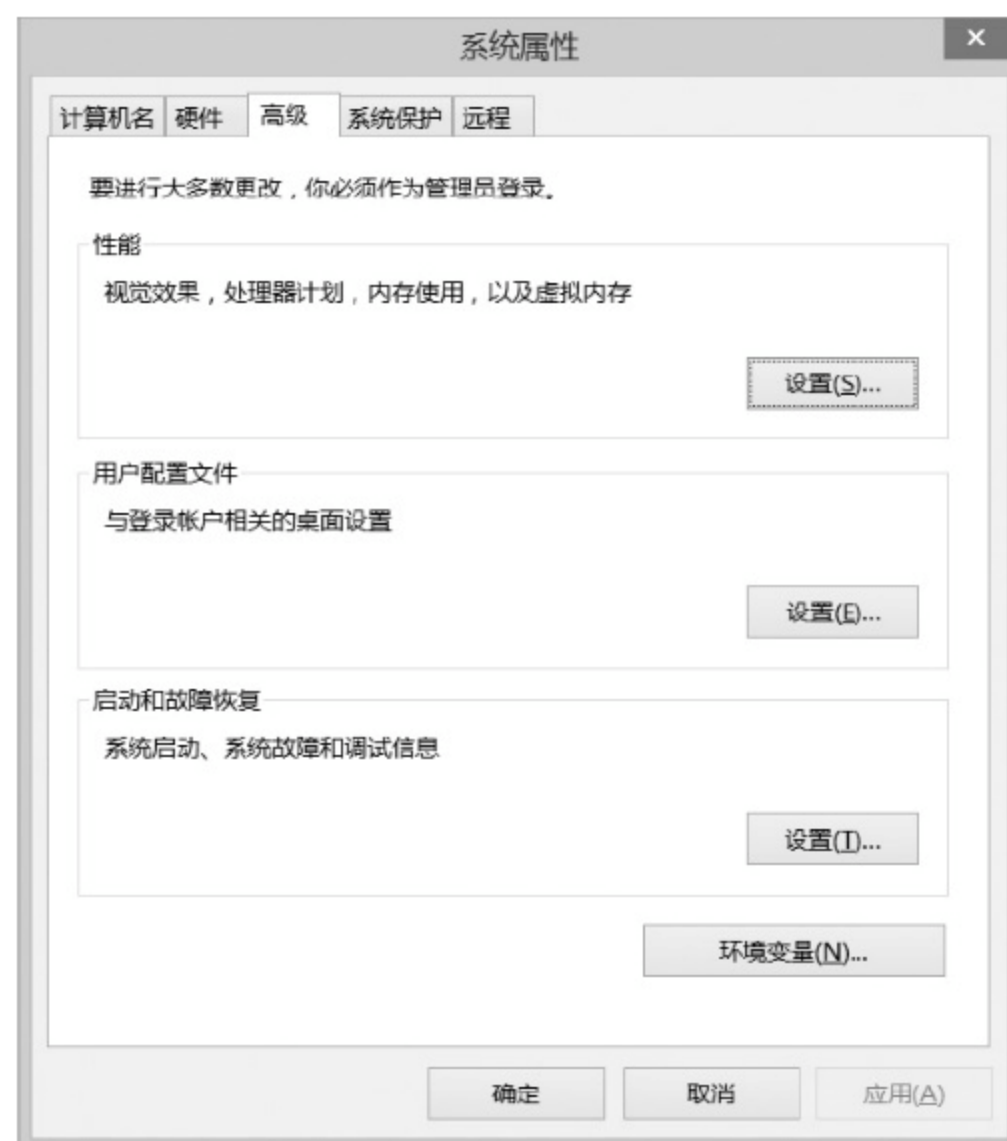 系统属性
计算机名 硬件 高级 系统保护 远程
要进行大多数更改，你必须作为管理员登录。
性能
视觉效果，处理器计划，内存使用，以及虚拟内存
设置(S)...
用户配置文件
与登录帐户相关的桌面设置
设置(E)...
启动和故障恢复
系统启动、系统故障和调试信息
设置(T)...
环境变量(N)...
确定 取消 应用(A)